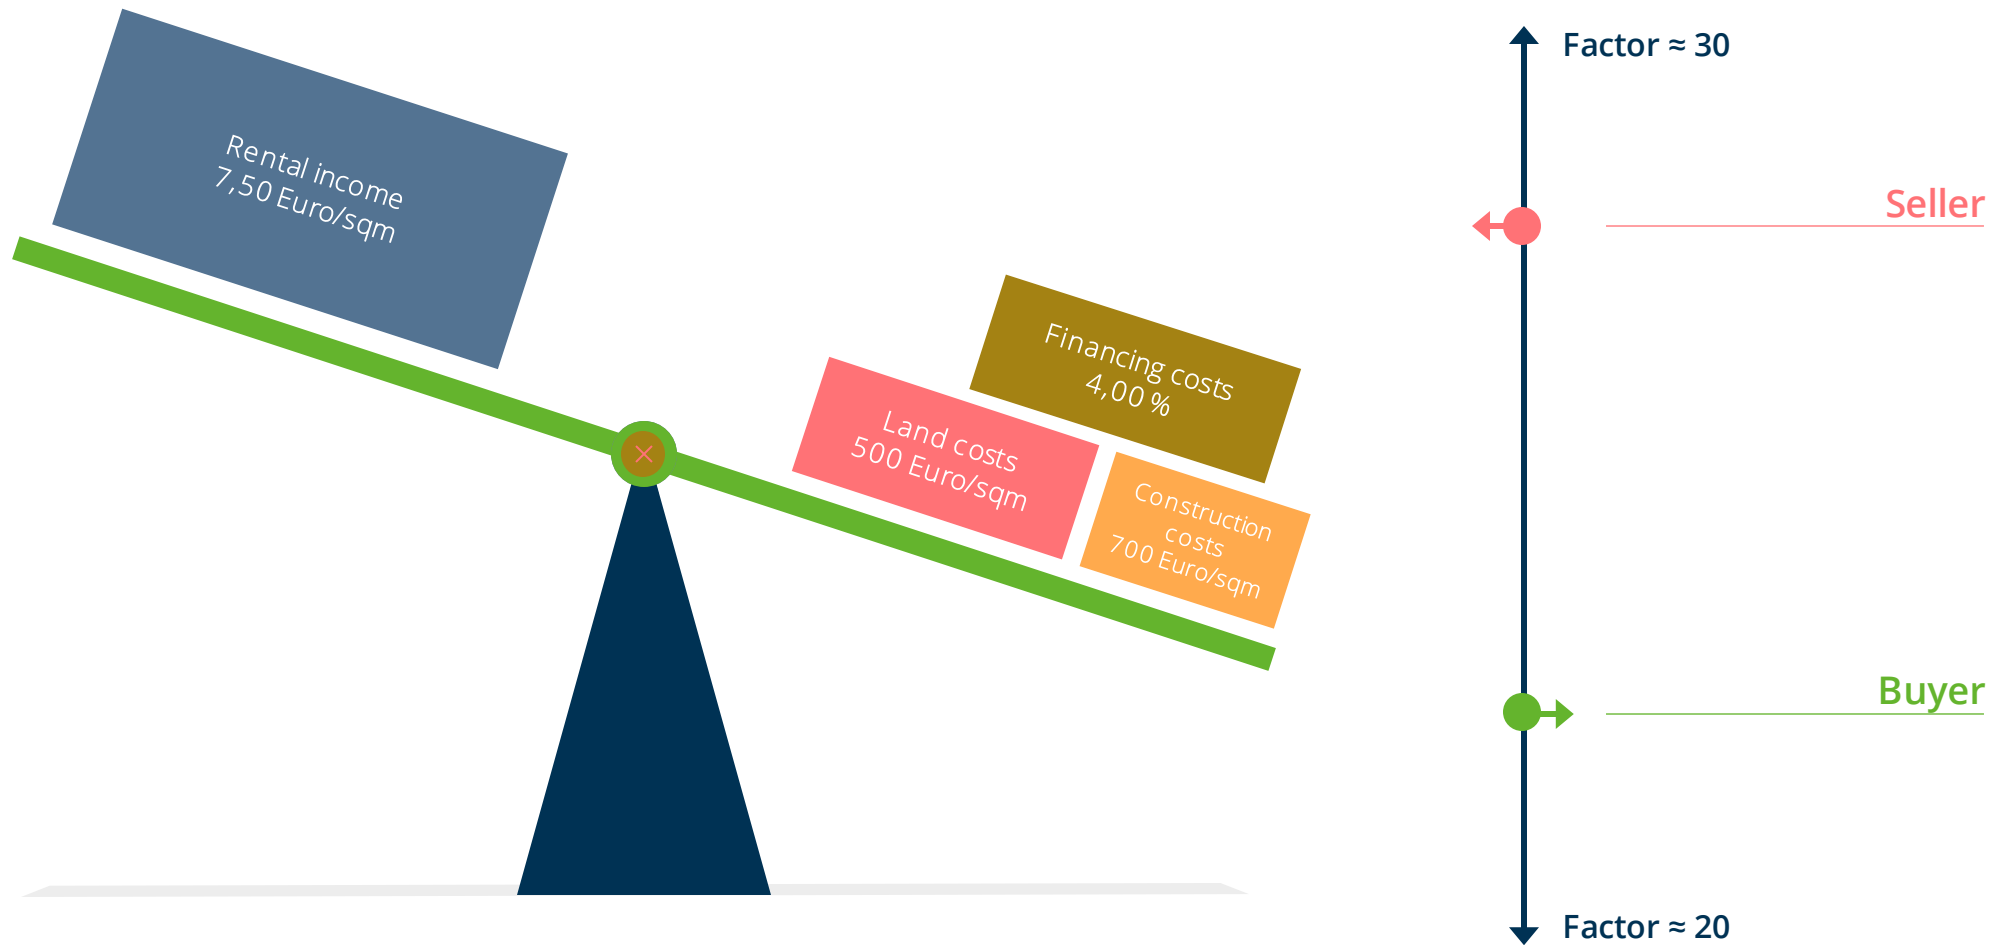 Rental income
7,50 Euro/sqm
Financing costs
4,00 %
Land costs
500 Euro/sqm
Construction
costs
700 Euro/sqm
Factor ≈ 30
Seller
Buyer
Factor ≈ 20